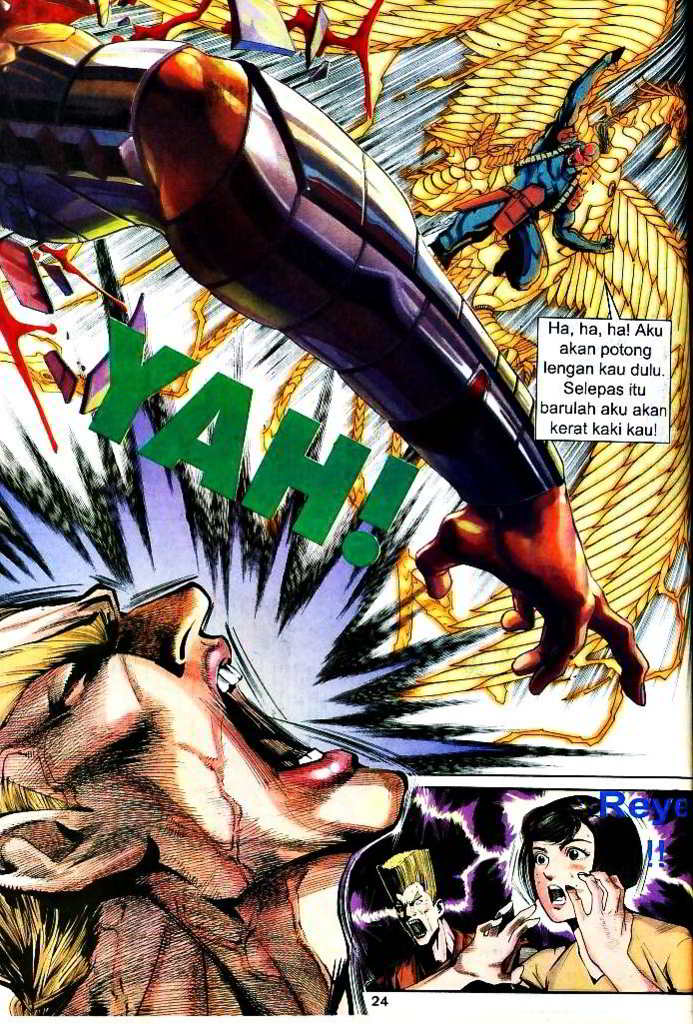 Ha, ha, ha! Aku
akan potong
lengan kau dulu.
Selepas itu
barulah aku akan
kerat kaki kau!
YAH!
Reye
!!
24